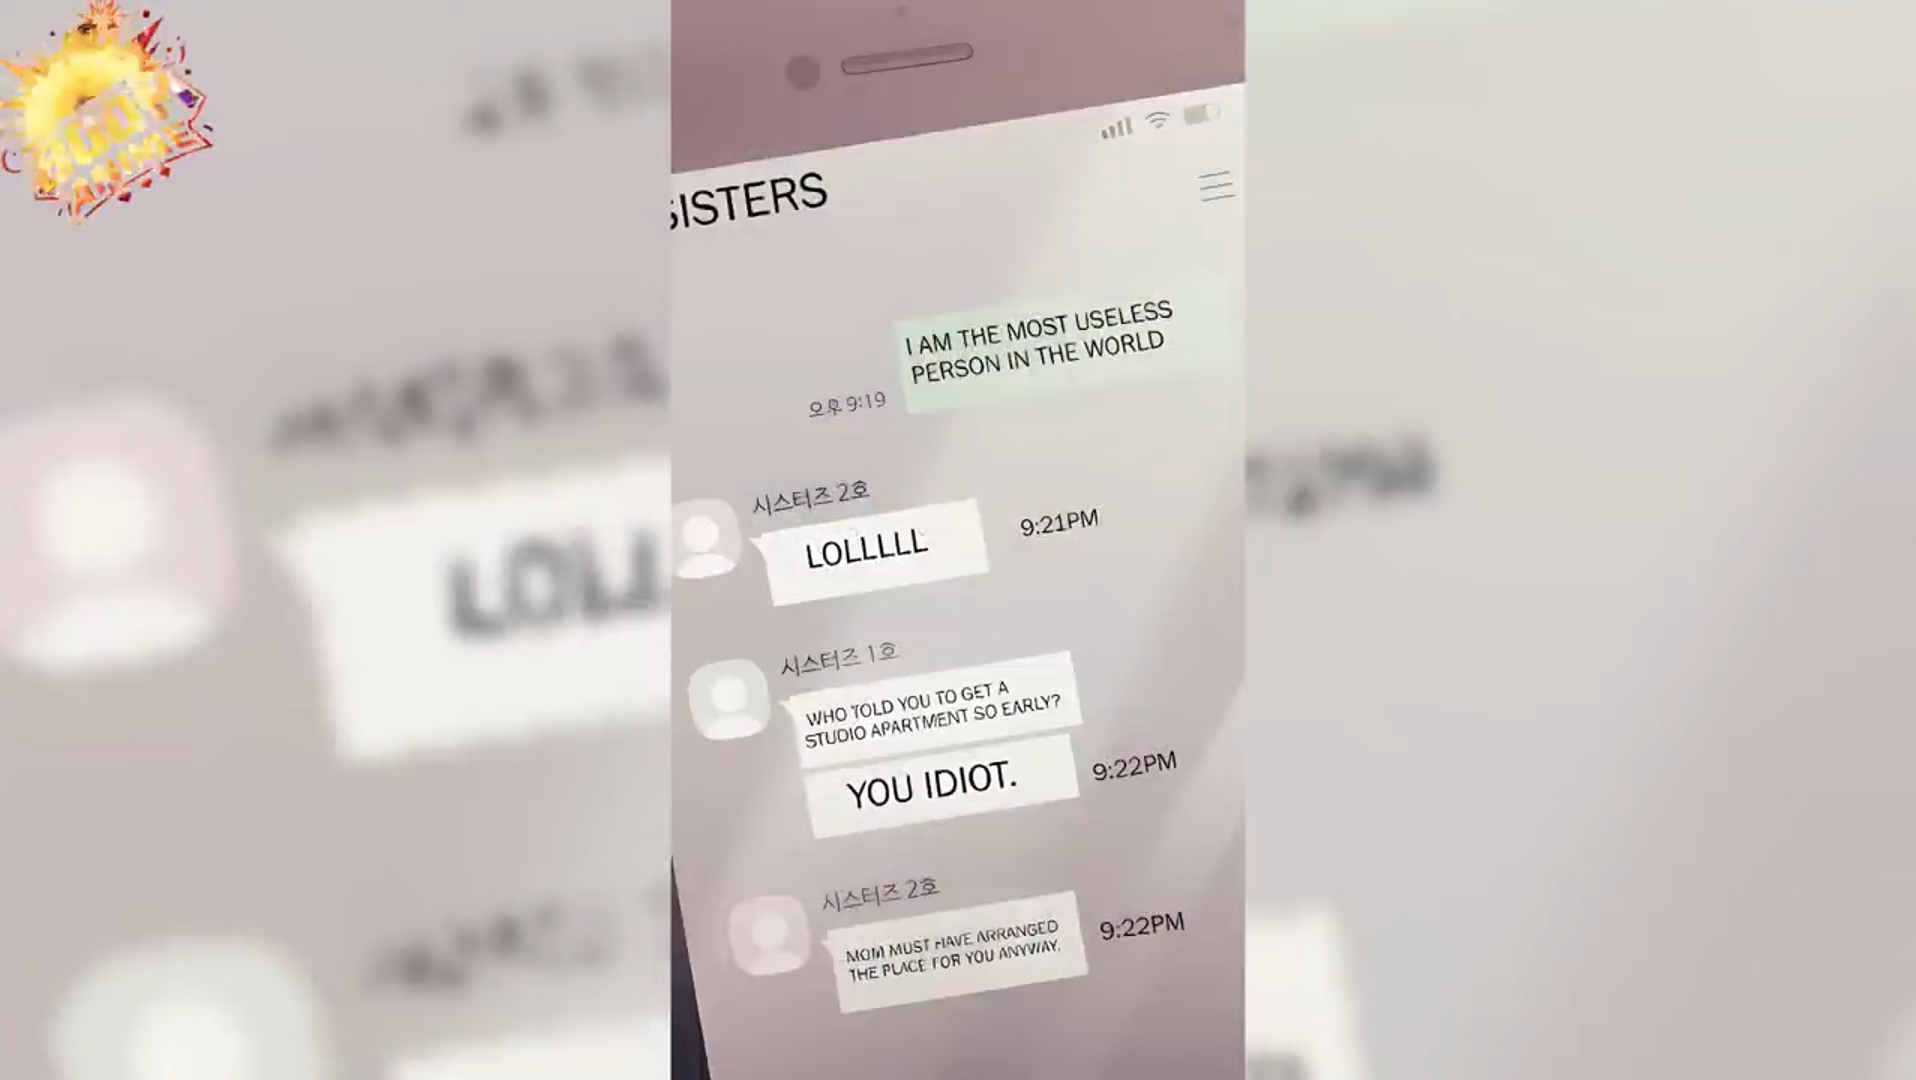 SISTERS
I AM THE MOST USELESS
PERSON IN THE WORLD
오후 9:19
시스터즈 2호
LOLLLLL
9:21PM
시스터즈 1호
WHO TOLD YOU TO GET A
STUDIO APARTMENT SO EARLY?
YOU IDIOT.
9:22PM
시스터즈 2호
MOM MUST HAVE ARRANGED
THE PLACE FOR YOU ANYWAY.
9:22PM